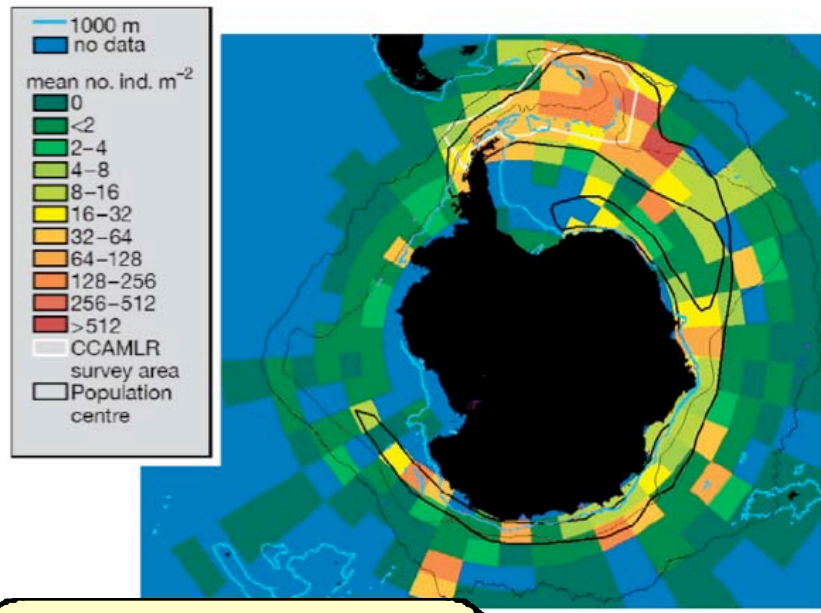 1000 m
no data
mean no. ind. m⁻²
0
<2
2–4
4–8
8–16
16–32
32–64
64–128
128–256
256–512
>512
CCAMLR
survey area
Population
centre